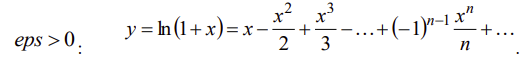 eps > 0 :  y = ln(1 + x) = x − x²/2 + x³/3 − … + (−1)ⁿ⁻¹ xⁿ/n + … .